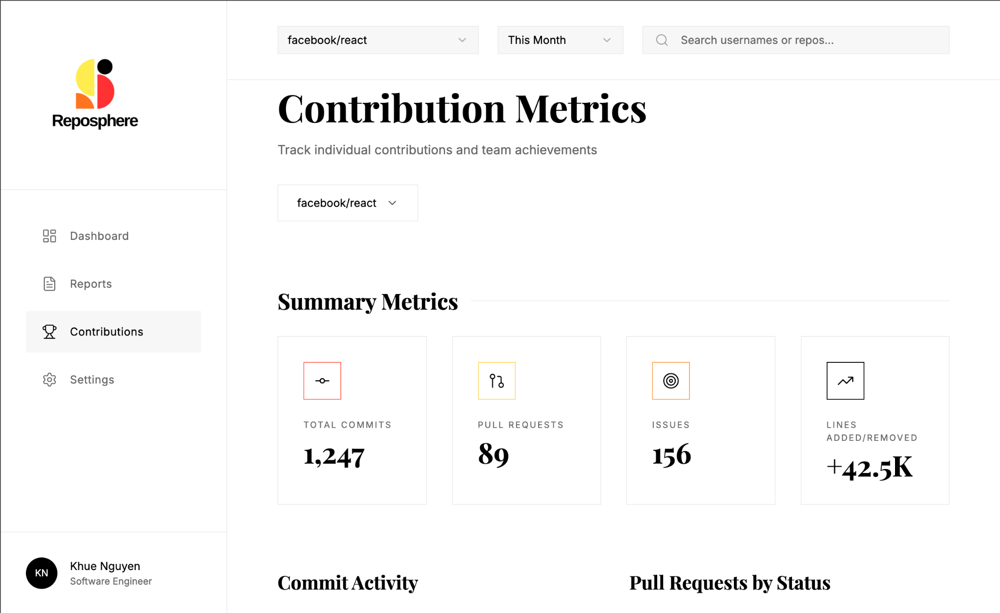 Reposphere
Dashboard
Reports
Contributions
Settings
KN
Khue Nguyen
Software Engineer
facebook/react
This Month
Search usernames or repos...
Contribution Metrics
Track individual contributions and team achievements
facebook/react
Summary Metrics
TOTAL COMMITS
1,247
PULL REQUESTS
89
ISSUES
156
LINES
ADDED/REMOVED
+42.5K
Commit Activity
Pull Requests by Status